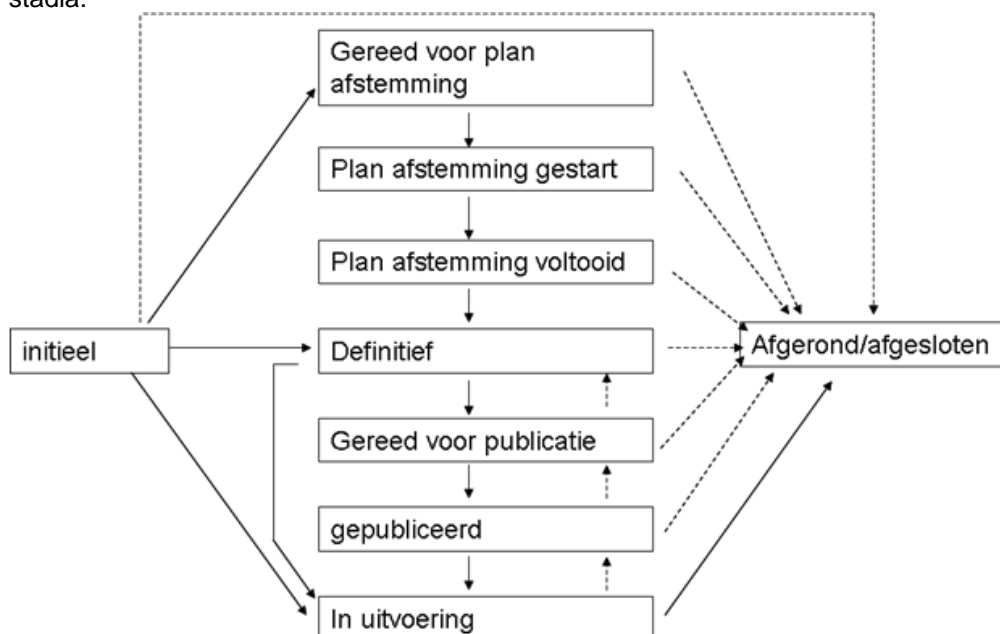 stadia:
Gereed voor plan
afstemming
Plan afstemming gestart
Plan afstemming voltooid
initieel
Definitief
Afgerond/afgesloten
Gereed voor publicatie
gepubliceerd
In uitvoering